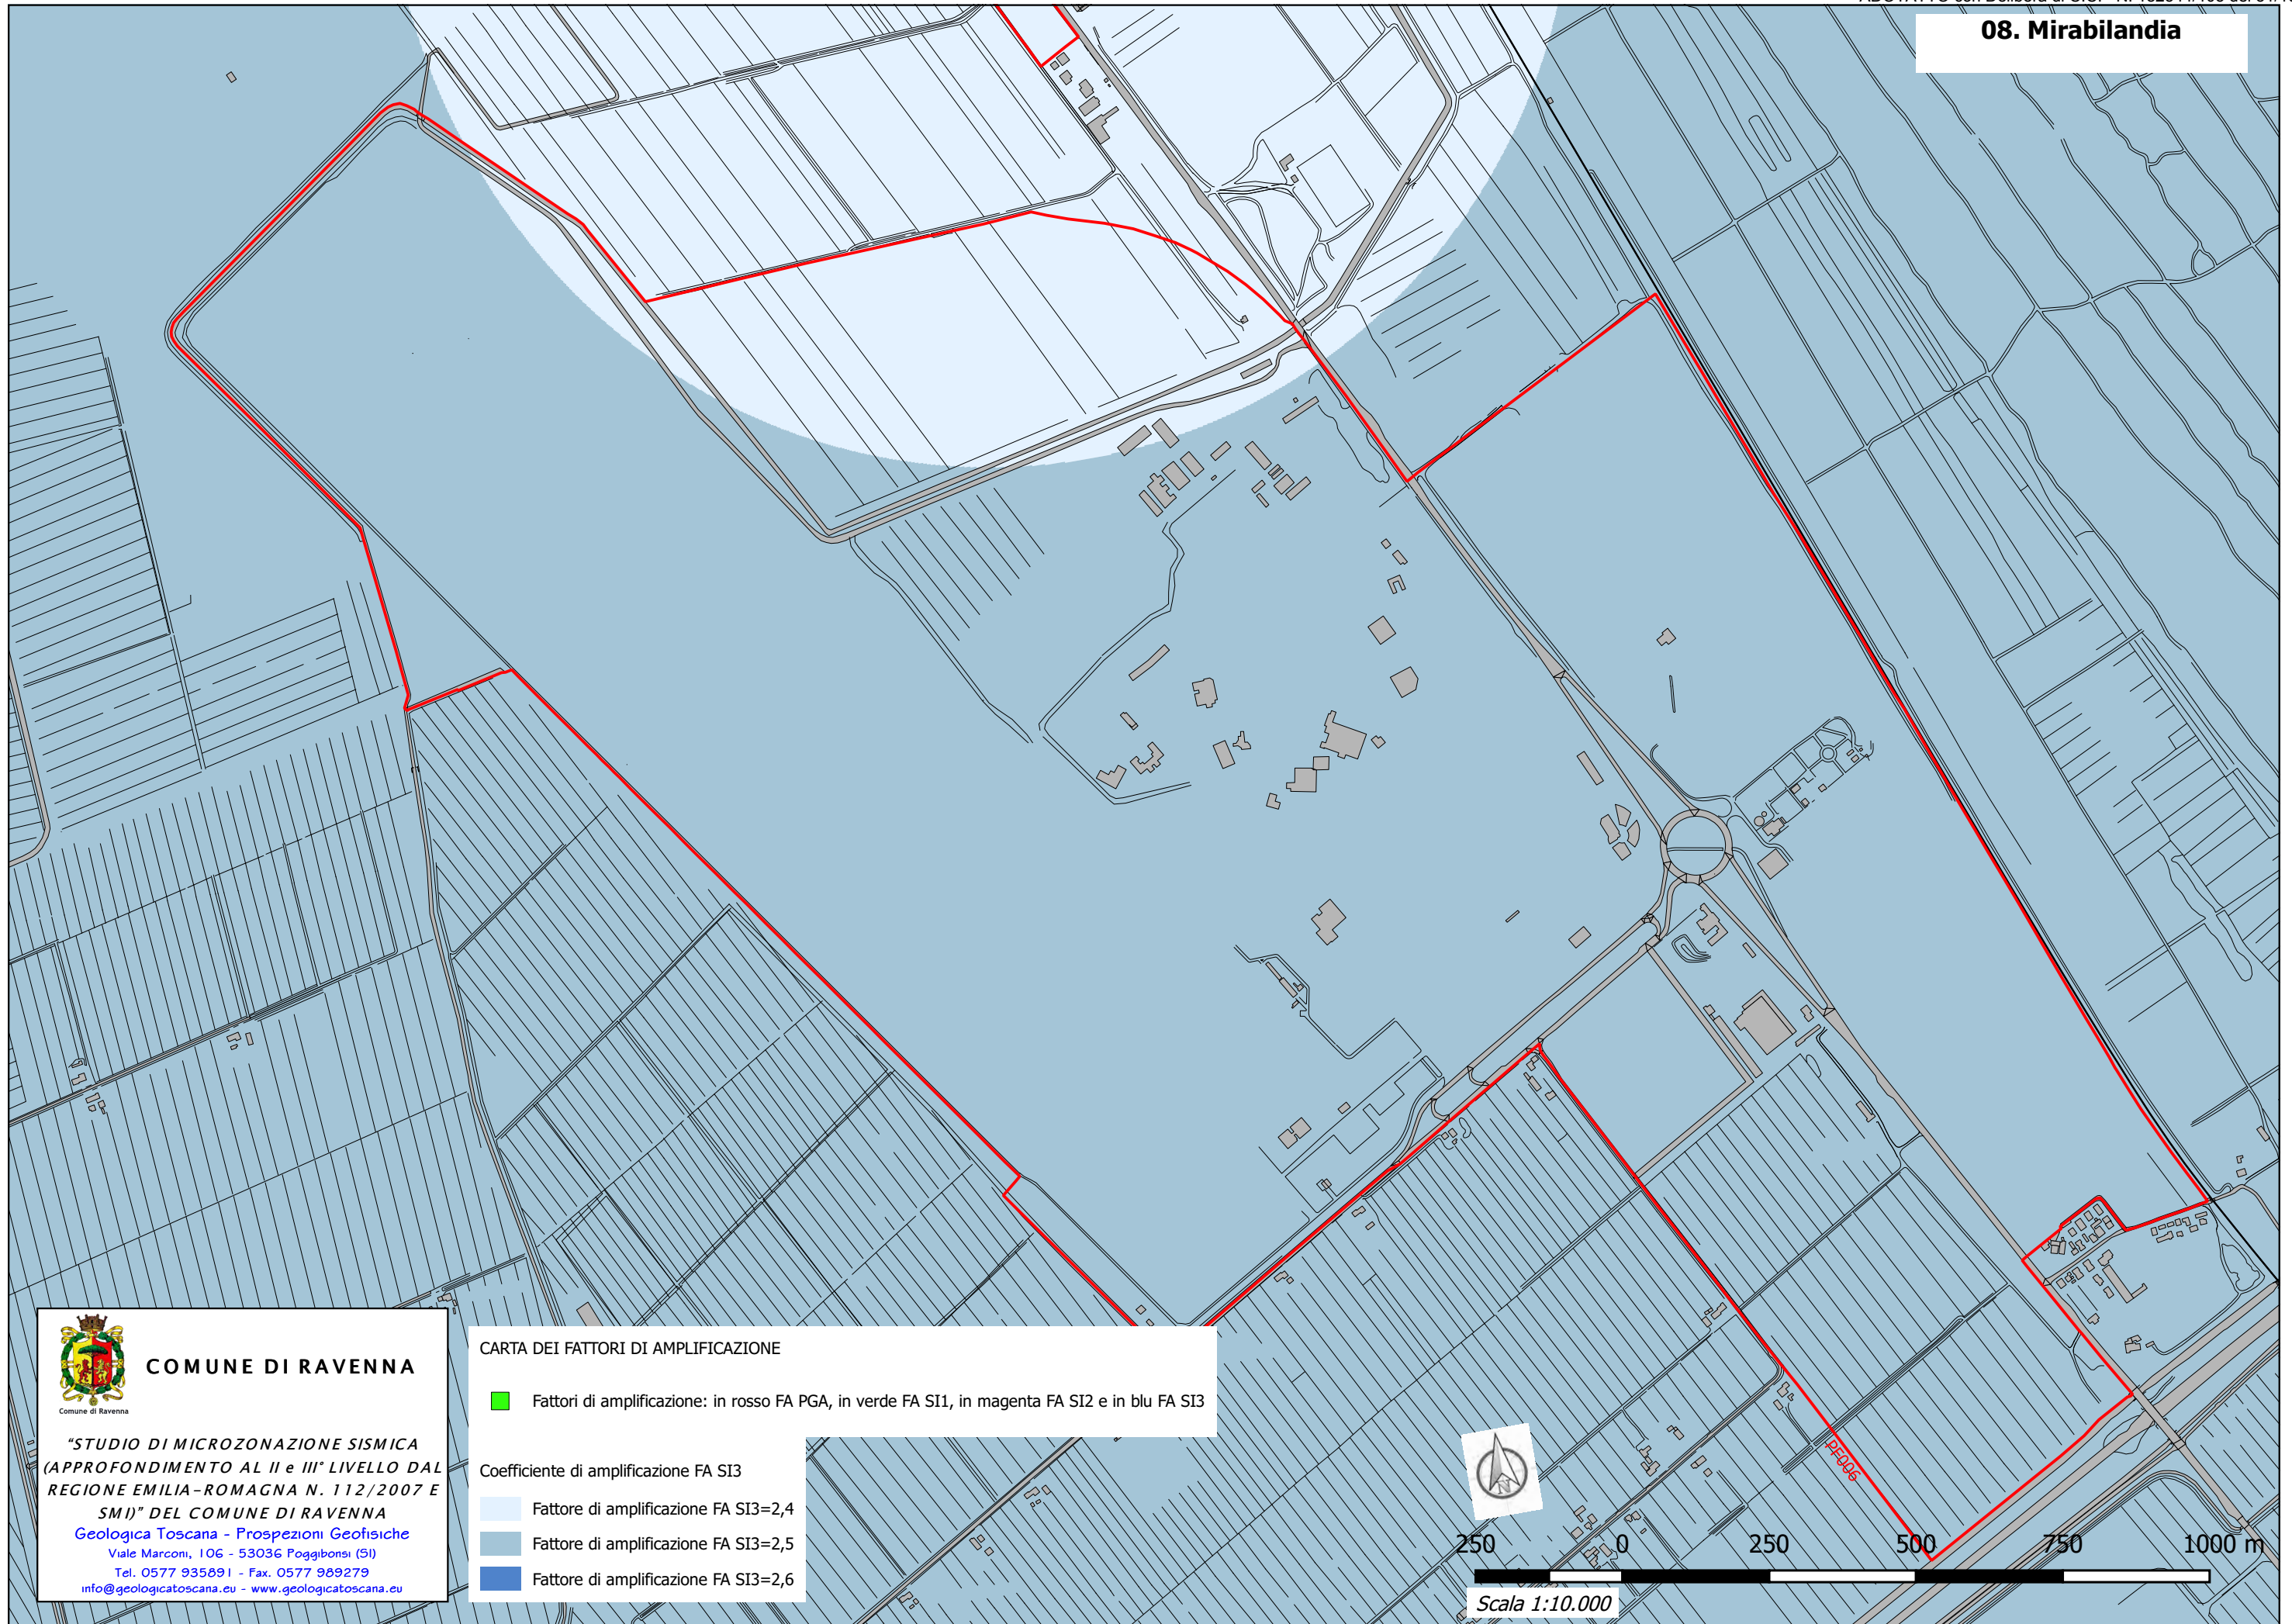 08. Mirabilandia
PF006
COMUNE DI RAVENNA
Comune di Ravenna
"STUDIO DI MICROZONAZIONE SISMICA
(APPROFONDIMENTO AL II e III° LIVELLO DAL
REGIONE EMILIA-ROMAGNA N. 112/2007 E
SMI)" DEL COMUNE DI RAVENNA
Geologica Toscana - Prospezioni Geofisiche
Viale Marconi, 106 - 53036 Poggibonsi (SI)
Tel. 0577 935891 - Fax. 0577 989279
info@geologicatoscana.eu - www.geologicatoscana.eu
CARTA DEI FATTORI DI AMPLIFICAZIONE
Fattori di amplificazione: in rosso FA PGA, in verde FA SI1, in magenta FA SI2 e in blu FA SI3
Coefficiente di amplificazione FA SI3
Fattore di amplificazione FA SI3=2,4
Fattore di amplificazione FA SI3=2,5
Fattore di amplificazione FA SI3=2,6
N
250 0 250 500 750 1000 m
Scala 1:10.000